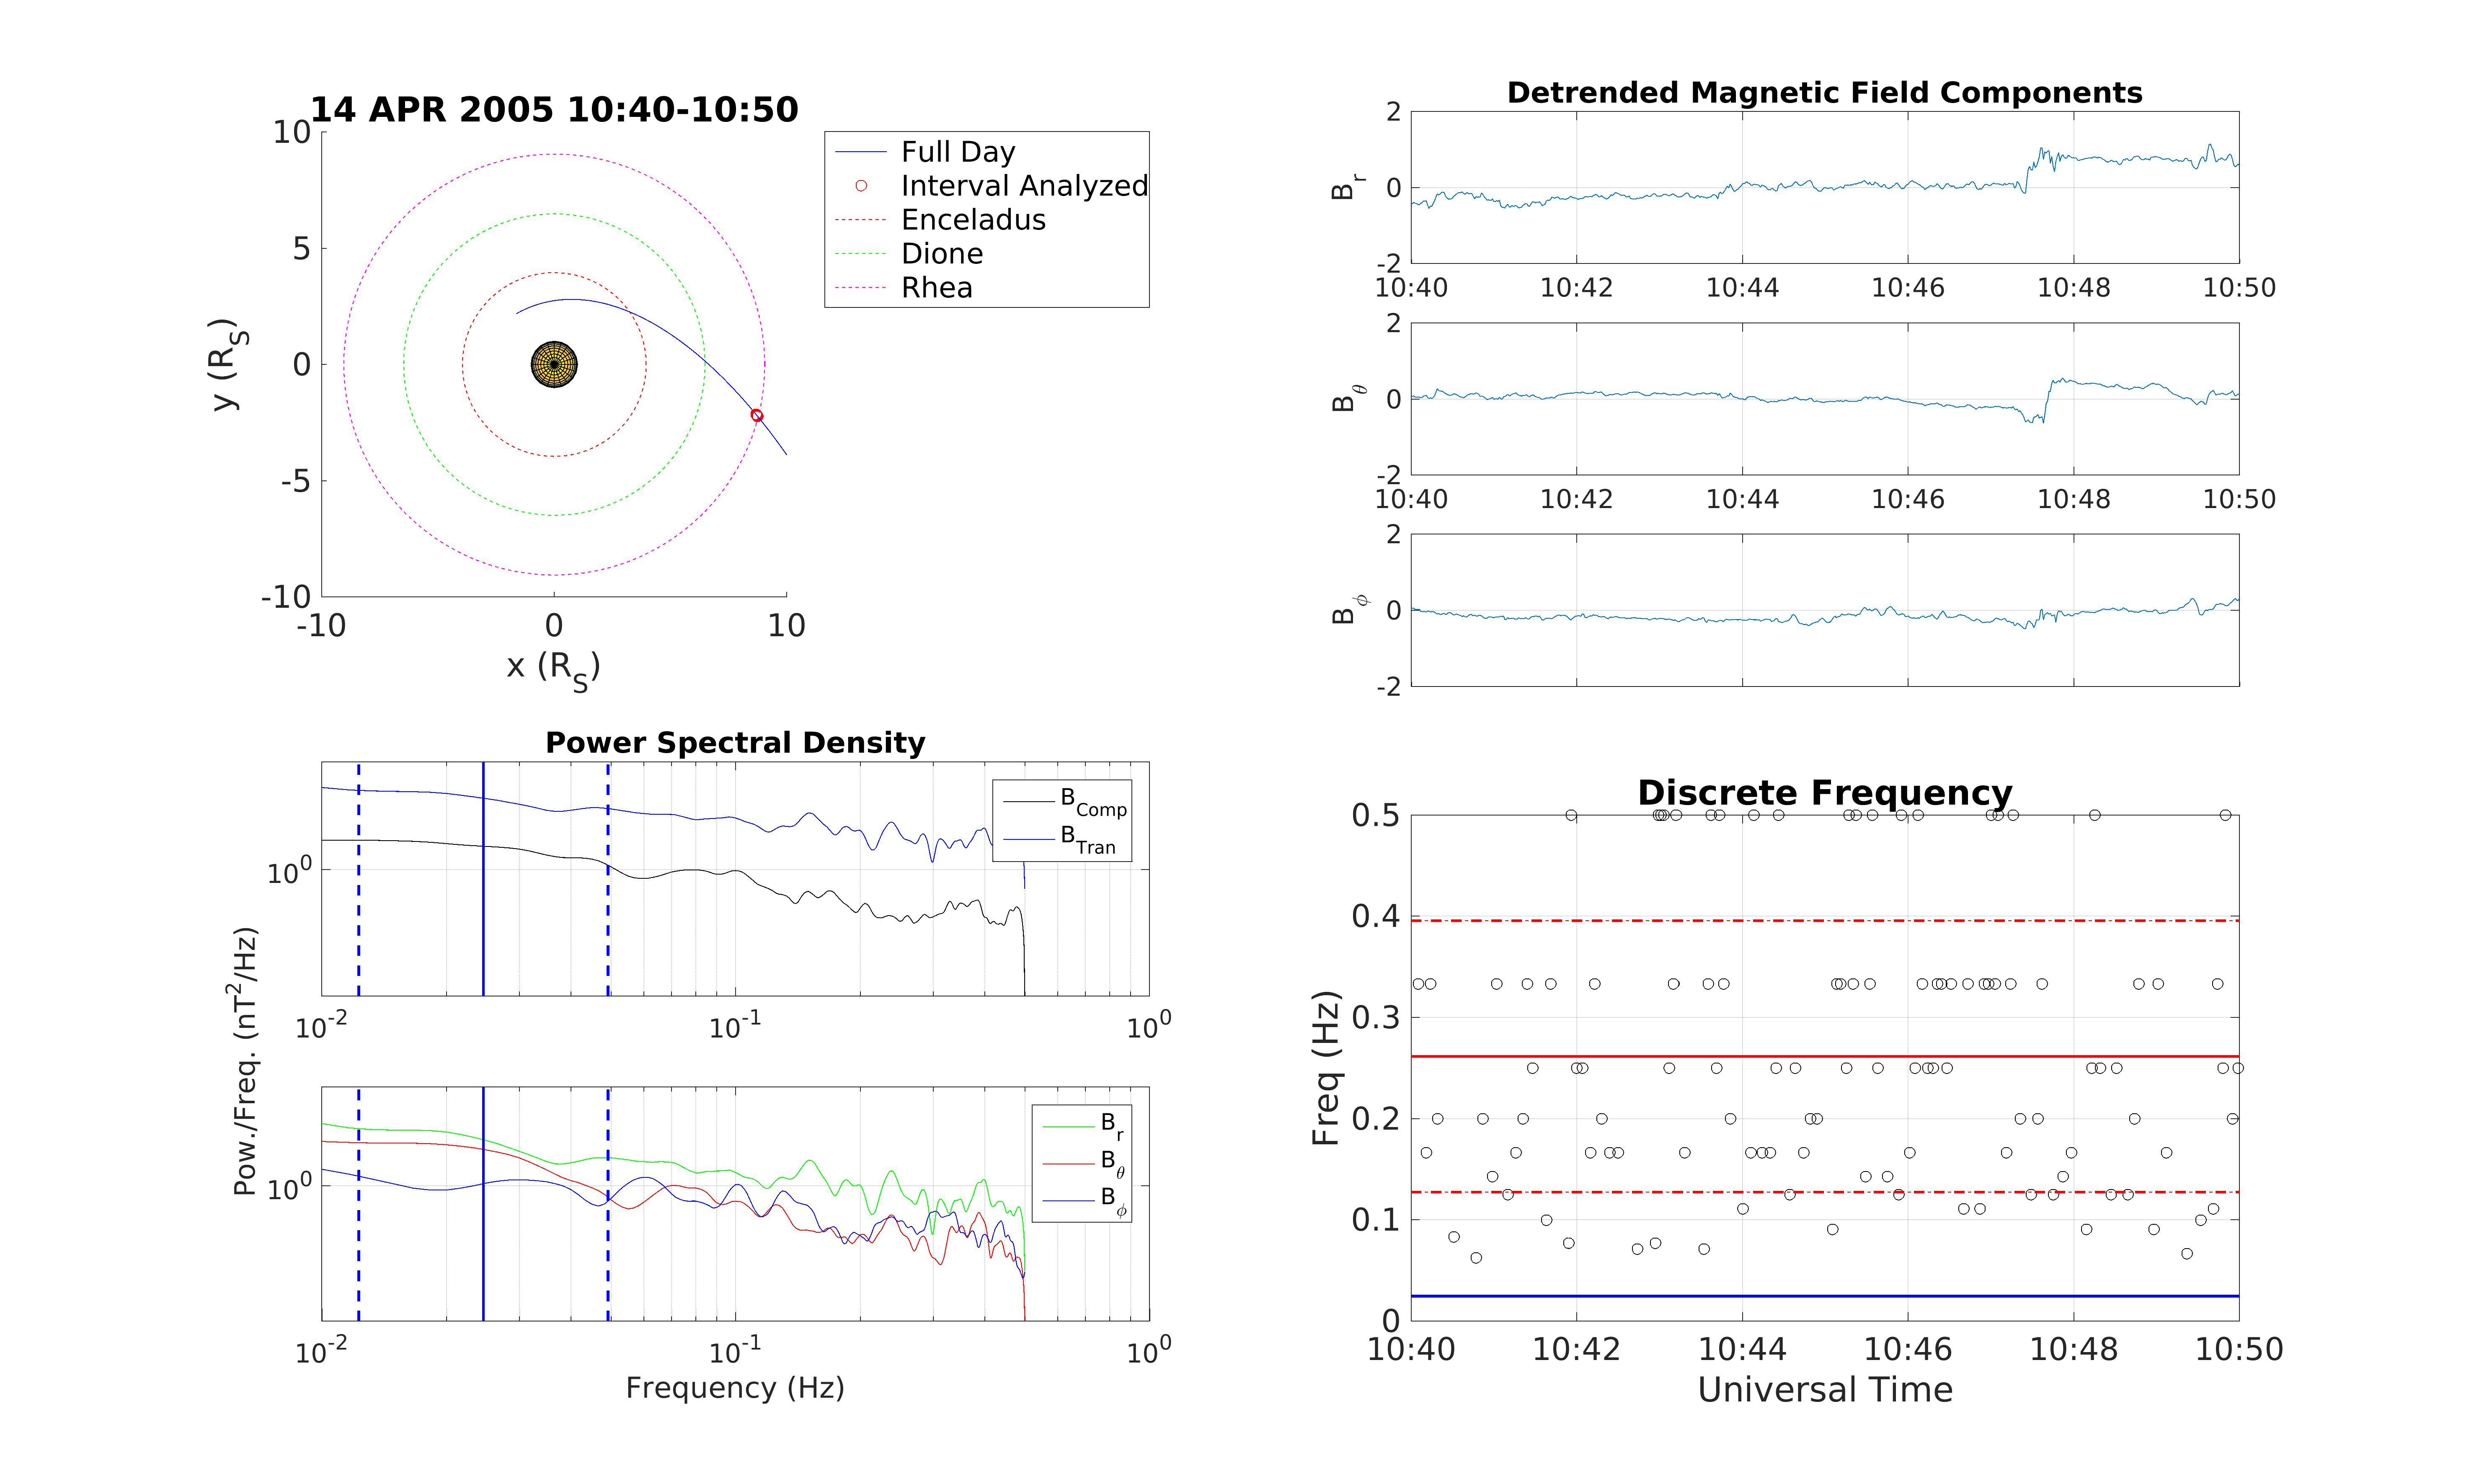 14 APR 2005 10:40-10:50
10
5
0
-5
-10
-10 0 10
y (R_S)
x (R_S)
Full Day
Interval Analyzed
Enceladus
Dione
Rhea
Detrended Magnetic Field Components
2
0
-2
B_r
10:40 10:42 10:44 10:46 10:48 10:50
2
0
-2
B_θ
10:40 10:42 10:44 10:46 10:48 10:50
2
0
-2
B_ϕ
Power Spectral Density
10^0
B_Comp
B_Tran
10^-2 10^-1 10^0
Pow./Freq. (nT^2/Hz)
10^0
B_r
B_θ
B_ϕ
10^-2 10^-1 10^0
Frequency (Hz)
Discrete Frequency
0.5
0.4
0.3
0.2
0.1
0
Freq (Hz)
10:40 10:42 10:44 10:46 10:48 10:50
Universal Time